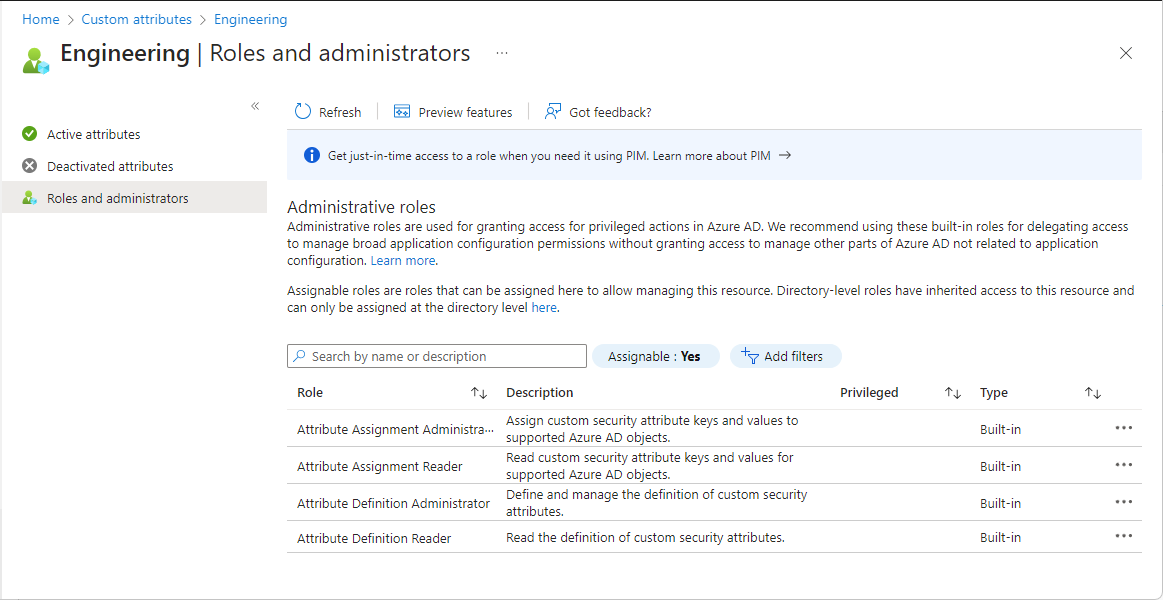 Home > Custom attributes > Engineering
Engineering | Roles and administrators ...
«
Active attributes
Deactivated attributes
Roles and administrators
Refresh
Preview features
Got feedback?
Get just-in-time access to a role when you need it using PIM. Learn more about PIM →
Administrative roles
Administrative roles are used for granting access for privileged actions in Azure AD. We recommend using these built-in roles for delegating access
to manage broad application configuration permissions without granting access to manage other parts of Azure AD not related to application
configuration. Learn more.
Assignable roles are roles that can be assigned here to allow managing this resource. Directory-level roles have inherited access to this resource and
can only be assigned at the directory level here.
Search by name or description
Assignable : Yes
Add filters
Role
Description
Privileged
Type
Attribute Assignment Administra...
Assign custom security attribute keys and values to
supported Azure AD objects.
Built-in
Attribute Assignment Reader
Read custom security attribute keys and values for
supported Azure AD objects.
Built-in
Attribute Definition Administrator
Define and manage the definition of custom security
attributes.
Built-in
Attribute Definition Reader
Read the definition of custom security attributes.
Built-in